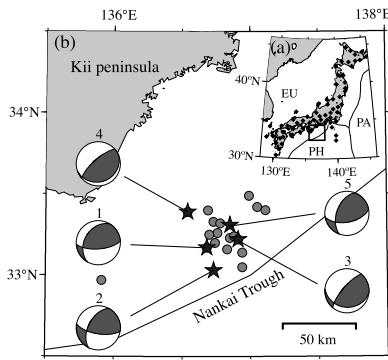 136°E
138°E
(b)
Kii peninsula
(a)
40°N
EU
PA
PH
30°N
130°E
140°E
34°N
4
1
5
33°N
2
3
Nankai Trough
50 km